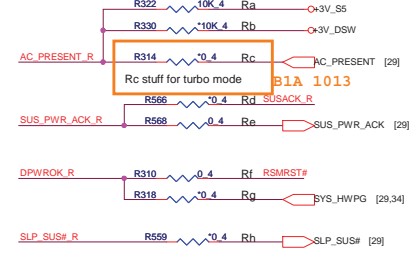 R322 10K_4 Ra +3V_S5
R330 *10K_4 Rb +3V_DSW
AC_PRESENT_R R314 *0_4 Rc AC_PRESENT [29]
Rc stuff for turbo mode B1A 1013
R566 *0_4 Rd SUSACK_R
SUS_PWR_ACK_R R568 0_4 Re SUS_PWR_ACK [29]
DPWROK_R R310 0_4 Rf RSMRST#
R318 *0_4 Rg SYS_HWPG [29,34]
SLP_SUS#_R R559 *0_4 Rh SLP_SUS# [29]